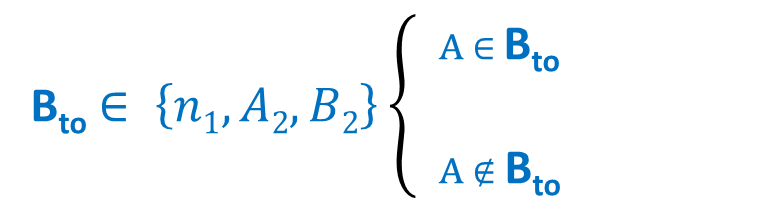 A ∈ B_to
B_to ∈ {n_1, A_2, B_2} {
A ∉ B_to